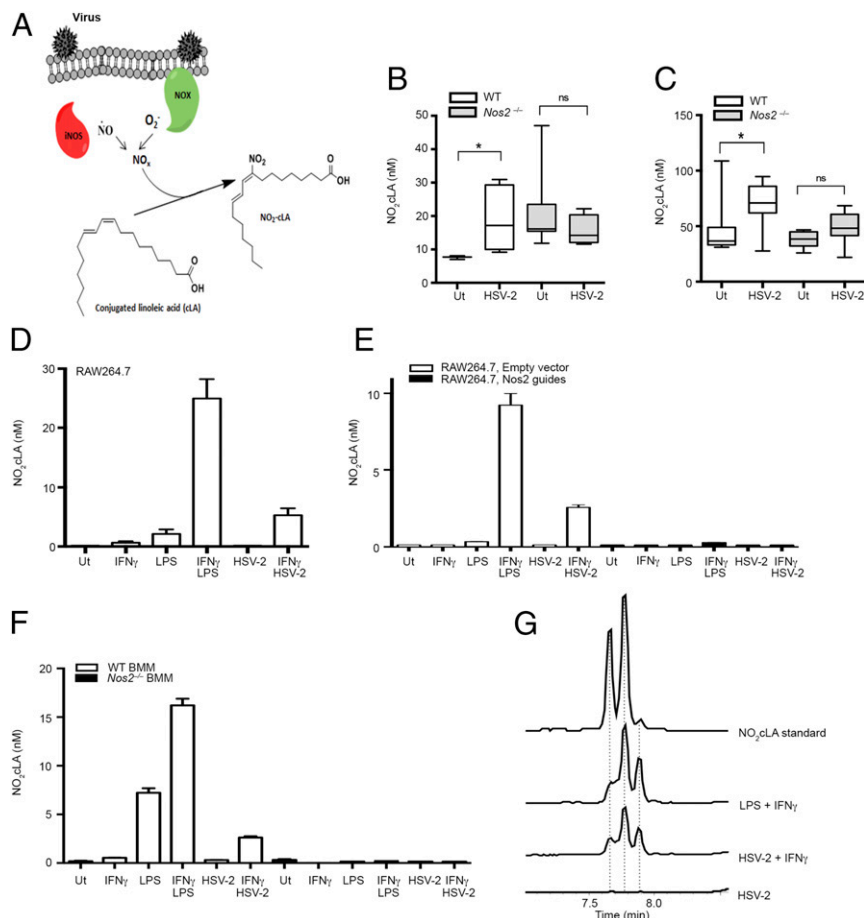 A
Virus
NOX
iNOS
ṄO
O₂˙⁻
NOₓ
NO₂
O
OH
NO₂-cLA
O
OH
Conjugated linoleic acid (cLA)
B
WT
Nos2 –/–
ns
*
NO₂cLA (nM)
50
40
30
20
10
0
Ut HSV-2 Ut HSV-2
C
WT
Nos2 –/–
*
ns
NO₂cLA (nM)
150
100
50
0
Ut HSV-2 Ut HSV-2
D
RAW264.7
NO₂cLA (nM)
30
20
10
0
Ut IFNγ LPS IFNγ HSV-2 IFNγ
LPS HSV-2
E
RAW264.7, Empty vector
RAW264.7, Nos2 guides
NO₂cLA (nM)
10
5
0
Ut IFNγ LPS IFNγ HSV-2 IFNγ Ut IFNγ LPS IFNγ HSV-2 IFNγ
LPS HSV-2 LPS HSV-2
F
WT BMM
Nos2–/– BMM
NO₂cLA (nM)
20
15
10
5
0
Ut IFNγ LPS IFNγ HSV-2 IFNγ Ut IFNγ LPS IFNγ HSV-2 IFNγ
LPS HSV-2 LPS HSV-2
G
NO₂cLA standard
LPS + IFNγ
HSV-2 + IFNγ
HSV-2
7.5 8.0
Time (min)